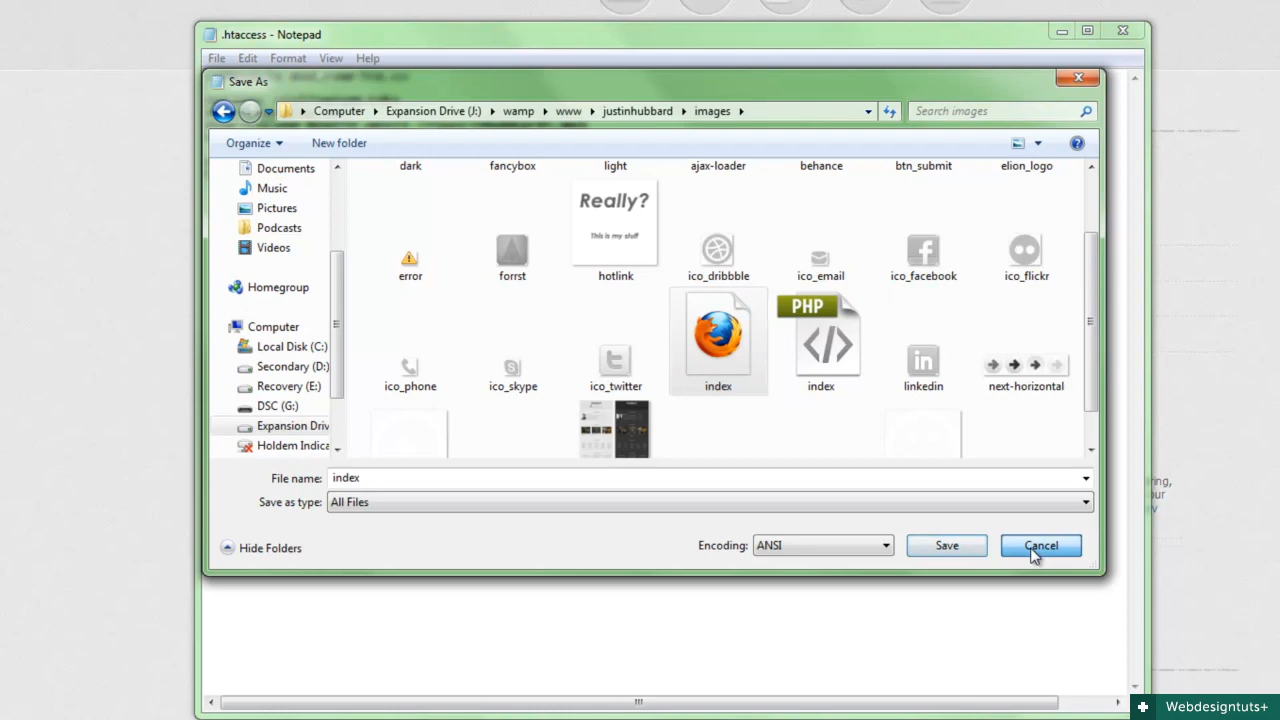 .htaccess - Notepad
File Edit Format View Help
Save As
Computer Expansion Drive (J:) wamp www justinhubbard images
Search images
Organize New folder
Documents
Music
Pictures
Podcasts
Videos
Homegroup
Computer
Local Disk (C:)
Secondary (D:)
Recovery (E:)
DSC (G:)
Expansion Driv
Holdem Indica
dark fancybox light ajax-loader behance btn_submit elion_logo
Really?
This is my stuff
error forrst hotlink ico_dribbble ico_email ico_facebook ico_flickr
PHP
</>
in
ico_phone ico_skype ico_twitter index index linkedin next-horizontal
File name: index
Save as type: All Files
Hide Folders
Encoding: ANSI Save Cancel
ring,
our
Webdesigntuts+